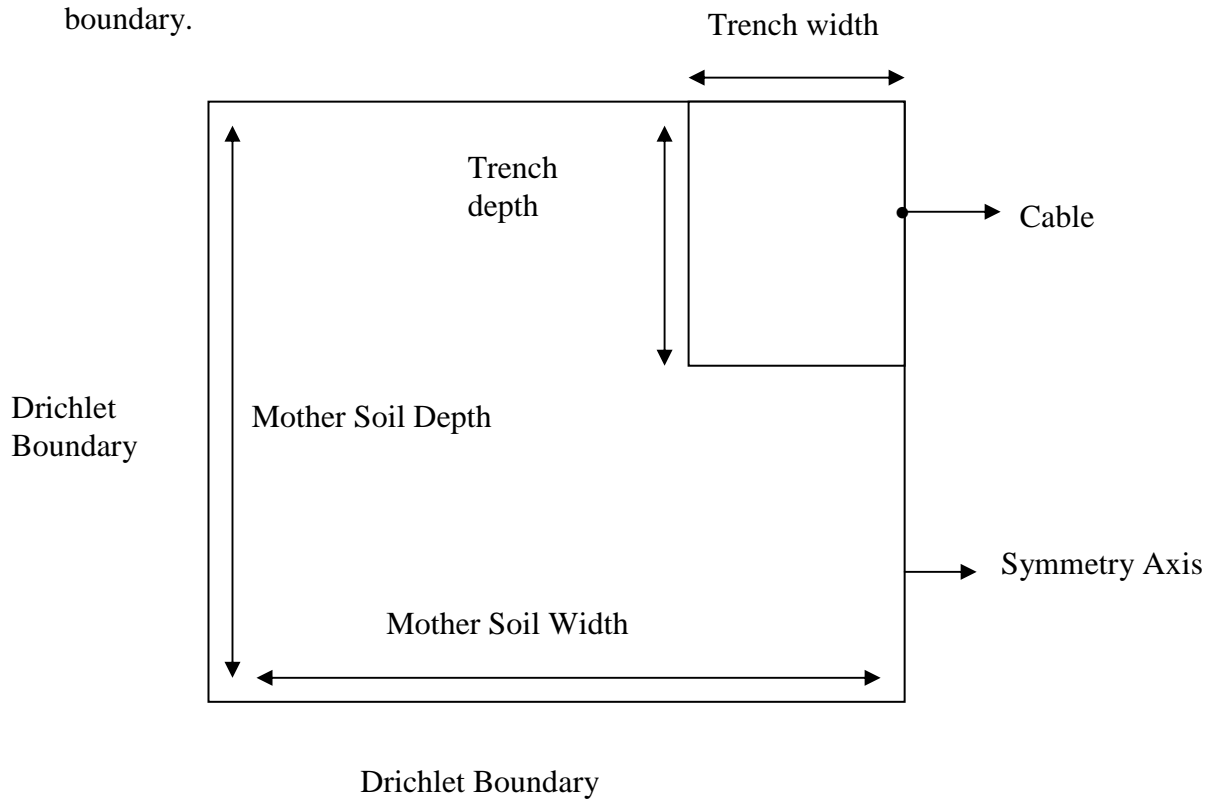 boundary.
Trench width
Trench
depth
Cable
Drichlet
Boundary
Mother Soil Depth
Symmetry Axis
Mother Soil Width
Drichlet Boundary